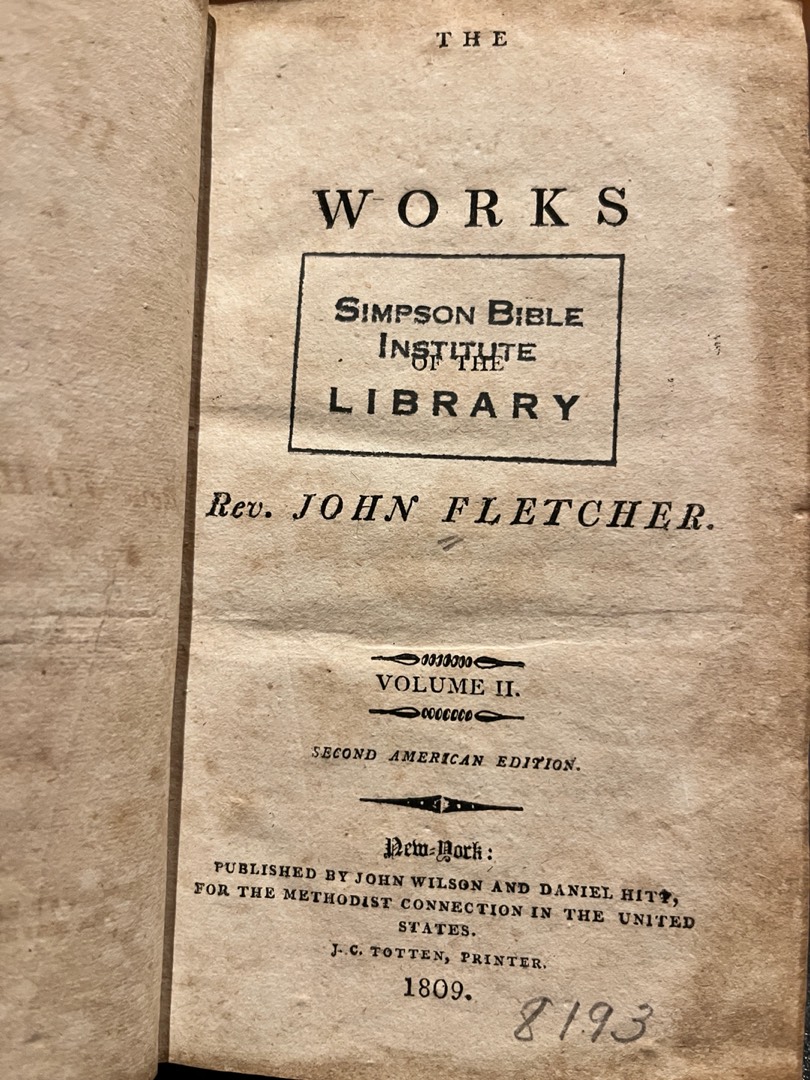 THE
WORKS
SIMPSON BIBLE
INSTITUTE
OF THE
LIBRARY
Rev. JOHN FLETCHER.
VOLUME II.
SECOND AMERICAN EDITION.
New-York:
PUBLISHED BY JOHN WILSON AND DANIEL HITT,
FOR THE METHODIST CONNECTION IN THE UNITED
STATES.
J. C. TOTTEN, PRINTER.
1809.
8193